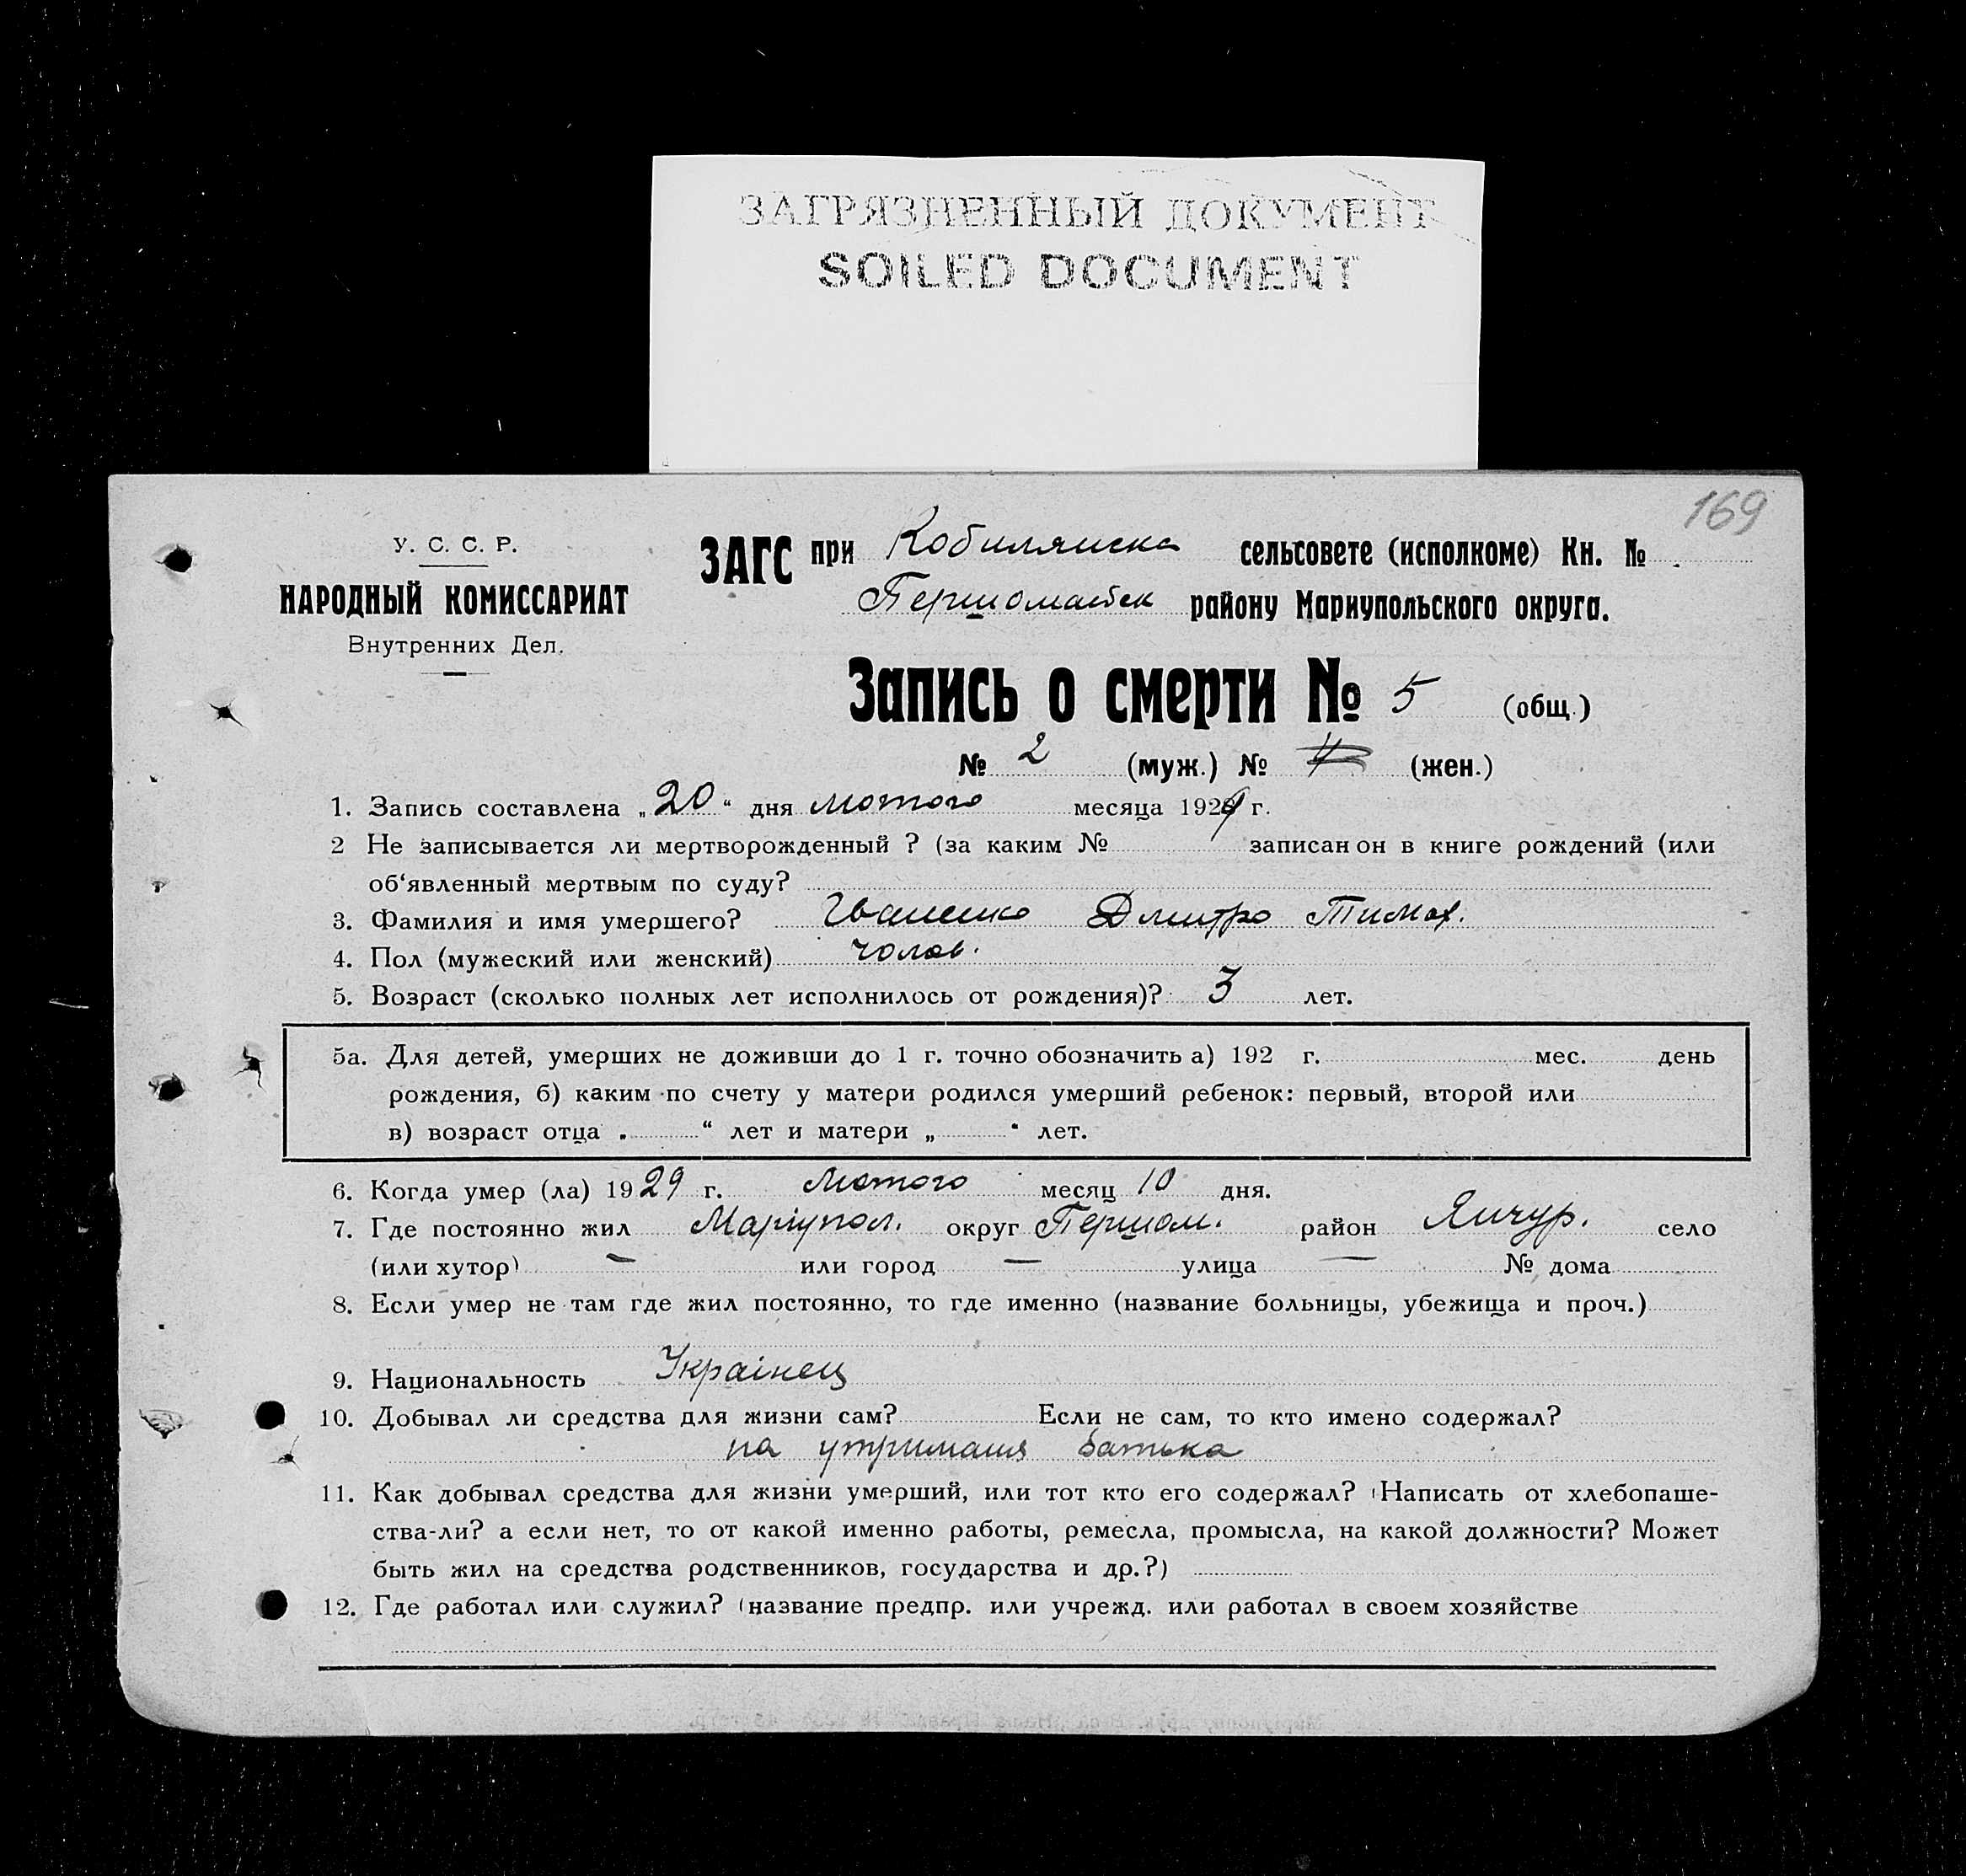 ЗАГРЯЗНЕННЫЙ ДОКУМЕНТ
SOILED DOCUMENT
169
У. С. С. Р.
НАРОДНЫЙ КОМИССАРИАТ
Внутренних Дел.
ЗАГС при Кобилянска сельсовете (исполкоме) Кн. №
Першомайск району Мариупольского округа.
Запись о смерти № 5 (общ.)
№ 2 (муж.) № (жен.)
1. Запись составлена „20“ дня лютого месяца 1929 г.
2 Не записывается ли мертворожденный ? (за каким № записан он в книге рождений (или
об‘явленный мертвым по суду?
3. Фамилия и имя умершего? Іваненко Дмитро Тимох.
4. Пол (мужеский или женский) чолов.
5. Возраст (сколько полных лет исполнилось от рождения)? 3 лет.
5а. Для детей, умерших не доживши до 1 г. точно обозначить а) 192 г. мес. день
рождения, б) каким по счету у матери родился умерший ребенок: первый, второй или
в) возраст отца „ “ лет и матери „ “ лет.
6. Когда умер (ла) 1929 г. Лютого месяц 10 дня.
7. Где постоянно жил Маріупол. округ Першом. район Янчур. село
(или хутор) — или город — улица — № дома
8. Если умер не там где жил постоянно, то где именно (название больницы, убежища и проч.)
9. Национальность Українец
10. Добывал ли средства для жизни сам? Если не сам, то кто имено содержал?
на утриманя батька
11. Как добывал средства для жизни умерший, или тот кто его содержал? (Написать от хлебопаше-
ства-ли? а если нет, то от какой именно работы, ремесла, промысла, на какой должности? Может
быть жил на средства родственников, государства и др.?)
12. Где работал или служил? (название предпр. или учрежд. или работал в своем хозяйстве